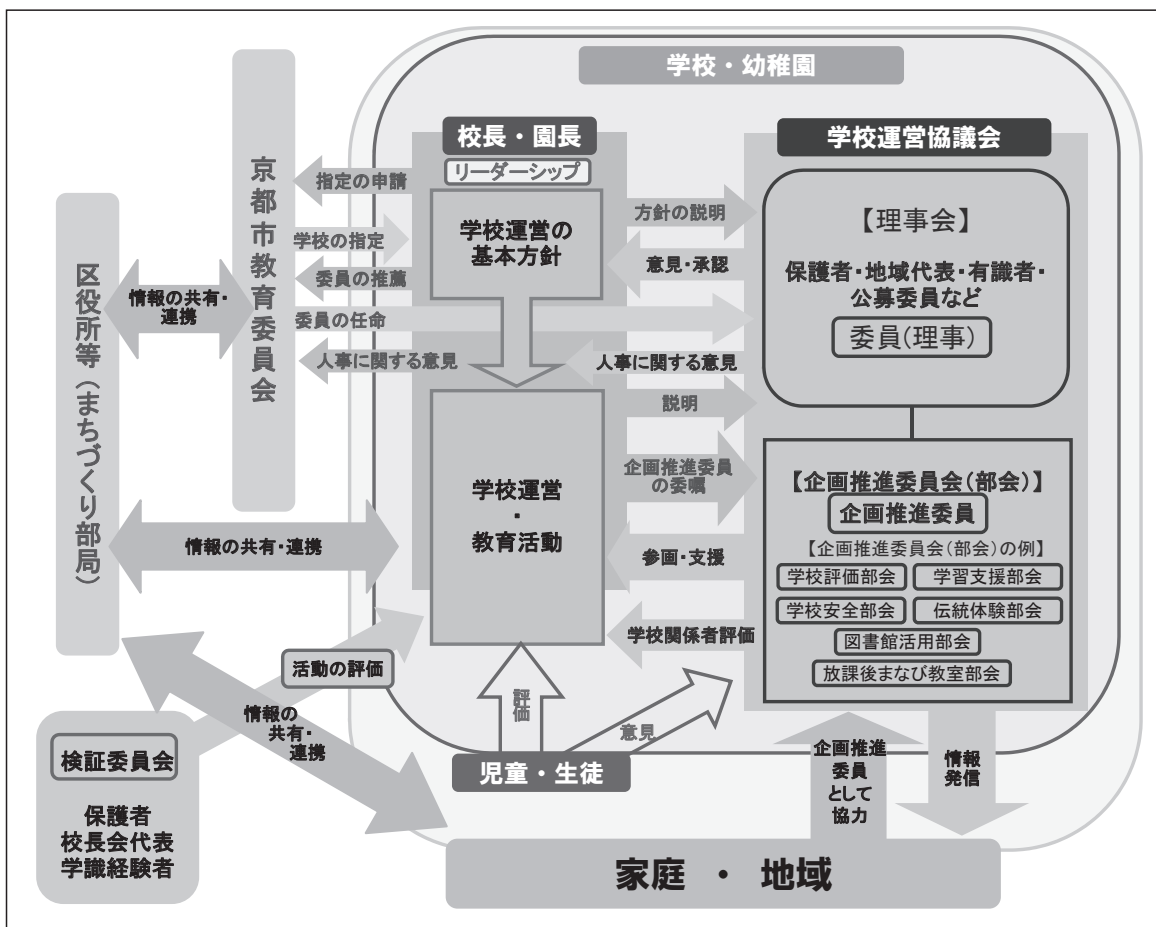 学校・幼稚園
校長・園長
リーダーシップ
学校運営の
基本方針
学校運営
・
教育活動
学校運営協議会
【理事会】
保護者・地域代表・有識者・
公募委員など
委員(理事)
【企画推進委員会(部会)】
企画推進委員
【企画推進委員会(部会)の例】
学校評価部会
学習支援部会
学校安全部会
伝統体験部会
図書館活用部会
放課後まなび教室部会
京都市教育委員会
区役所等(まちづくり部局)
情報の共有・
連携
指定の申請
学校の指定
委員の推薦
委員の任命
人事に関する意見
方針の説明
意見・承認
人事に関する意見
説明
企画推進委員
の委嘱
参画・支援
学校関係者評価
情報の共有・連携
活動の評価
情報の
共有・
連携
検証委員会
保護者
校長会代表
学識経験者
評価
意見
児童・生徒
企画推進
委員
として
協力
情報
発信
家庭・地域